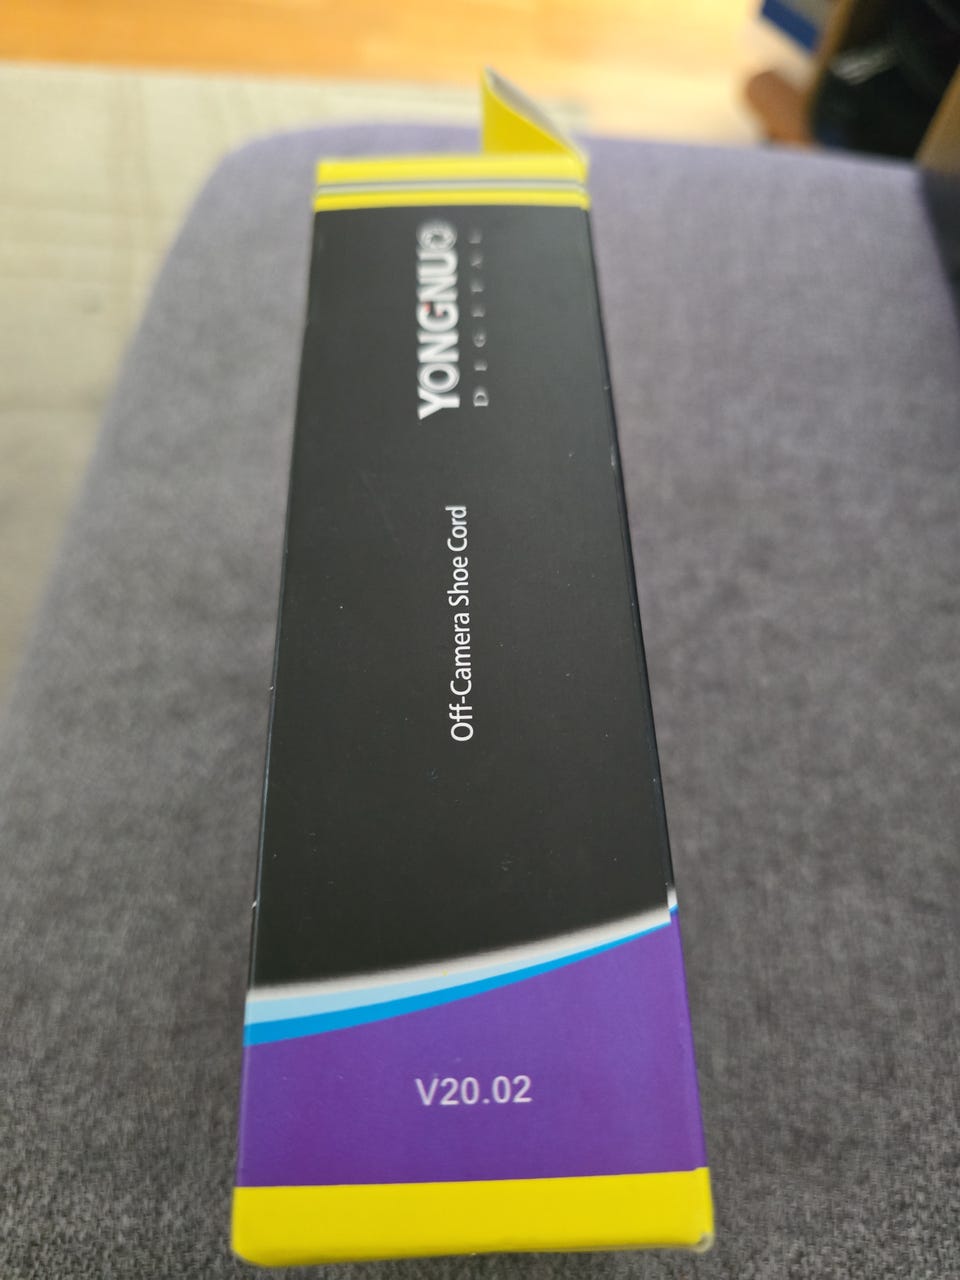 YONGNUO
DIGITAL
Off-Camera Shoe Cord
V20.02